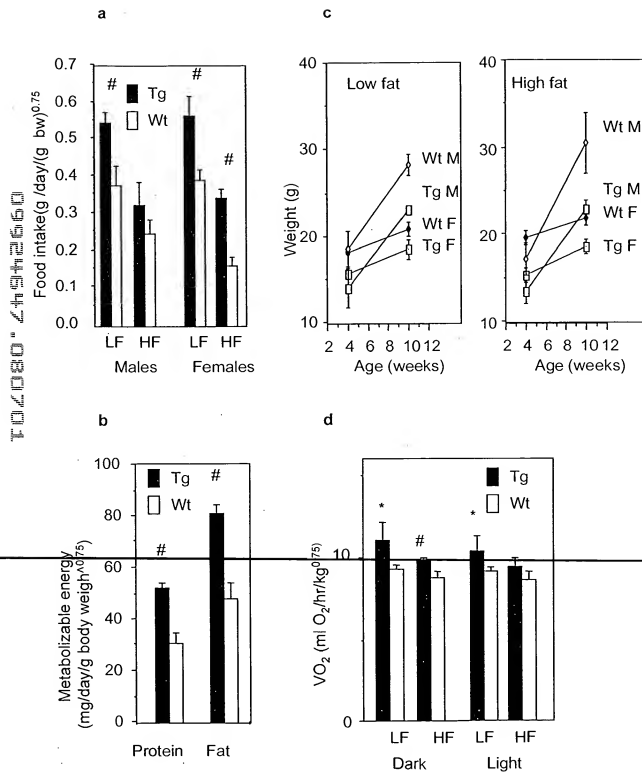 a
0.7
0.6
0.5
0.4
0.3
0.2
0.1
0.0
Food intake(g /day/(g bw)^0.75
# # #
Tg
Wt
LF HF LF HF
Males Females
c
40
30
20
10
Weight (g)
Low fat
Wt M
Tg M
Wt F
Tg F
2 4 6 8 10 12
Age (weeks)
40
30
20
10
High fat
Wt M
Tg M
Wt F
Tg F
2 4 6 8 10 12
Age (weeks)
b
100
80
60
40
20
0
Metabolizable energy
(mg/day/g body weigh^0.75)
Tg
Wt
# #
Protein Fat
d
10
0
VO₂ (ml O₂/hr/kg^0.75)
Tg
Wt
* # *
LF HF LF HF
Dark Light
09924647.080701